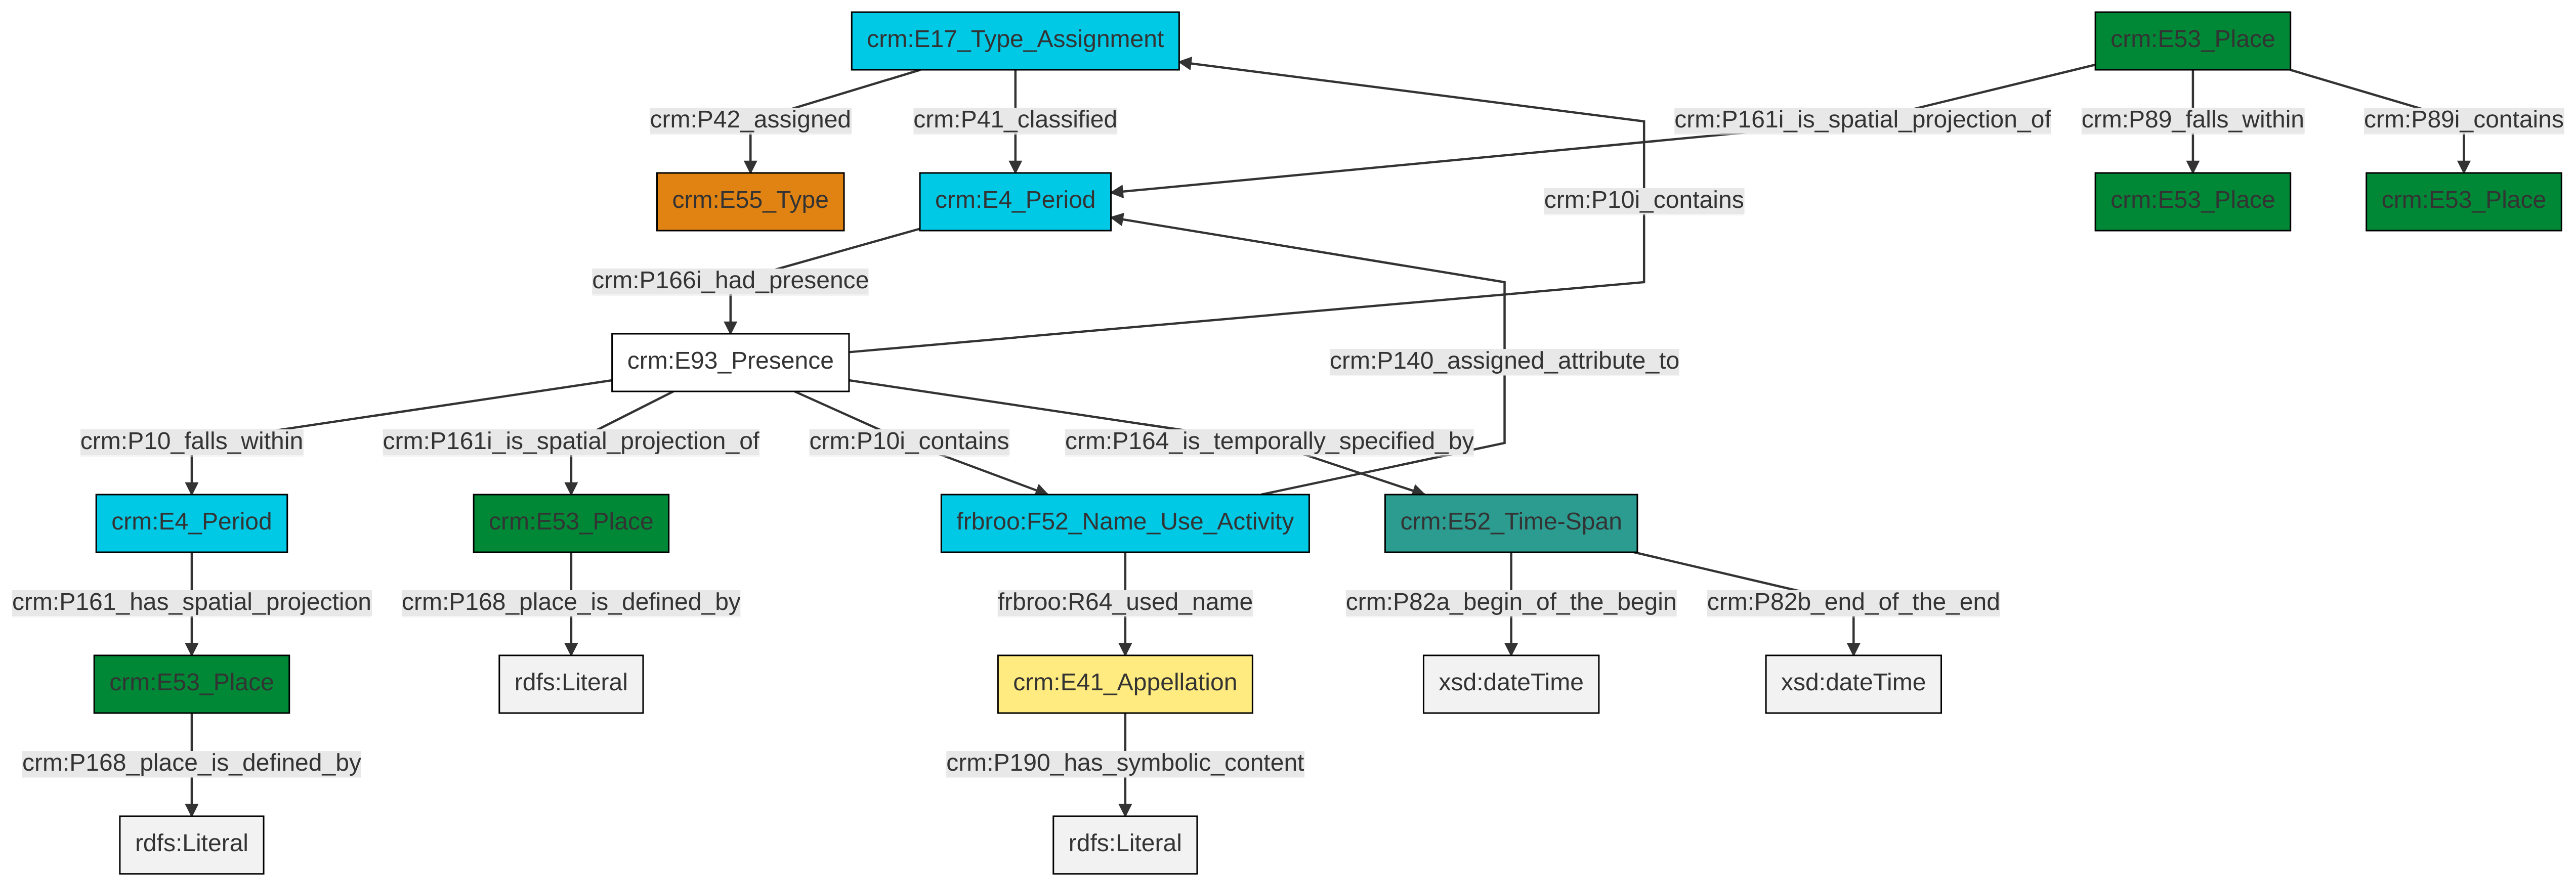 crm:E17_Type_Assignment
crm:E53_Place
crm:P42_assigned
crm:P41_classified
crm:P161i_is_spatial_projection_of
crm:P89_falls_within
crm:P89i_contains
crm:E55_Type
crm:E4_Period
crm:P10i_contains
crm:E53_Place
crm:E53_Place
crm:P166i_had_presence
crm:E93_Presence
crm:P140_assigned_attribute_to
crm:P10_falls_within
crm:P161i_is_spatial_projection_of
crm:P10i_contains
crm:P164_is_temporally_specified_by
crm:E4_Period
crm:E53_Place
frbroo:F52_Name_Use_Activity
crm:E52_Time-Span
crm:P161_has_spatial_projection
crm:P168_place_is_defined_by
frbroo:R64_used_name
crm:P82a_begin_of_the_begin
crm:P82b_end_of_the_end
crm:E53_Place
rdfs:Literal
crm:E41_Appellation
xsd:dateTime
xsd:dateTime
crm:P168_place_is_defined_by
crm:P190_has_symbolic_content
rdfs:Literal
rdfs:Literal